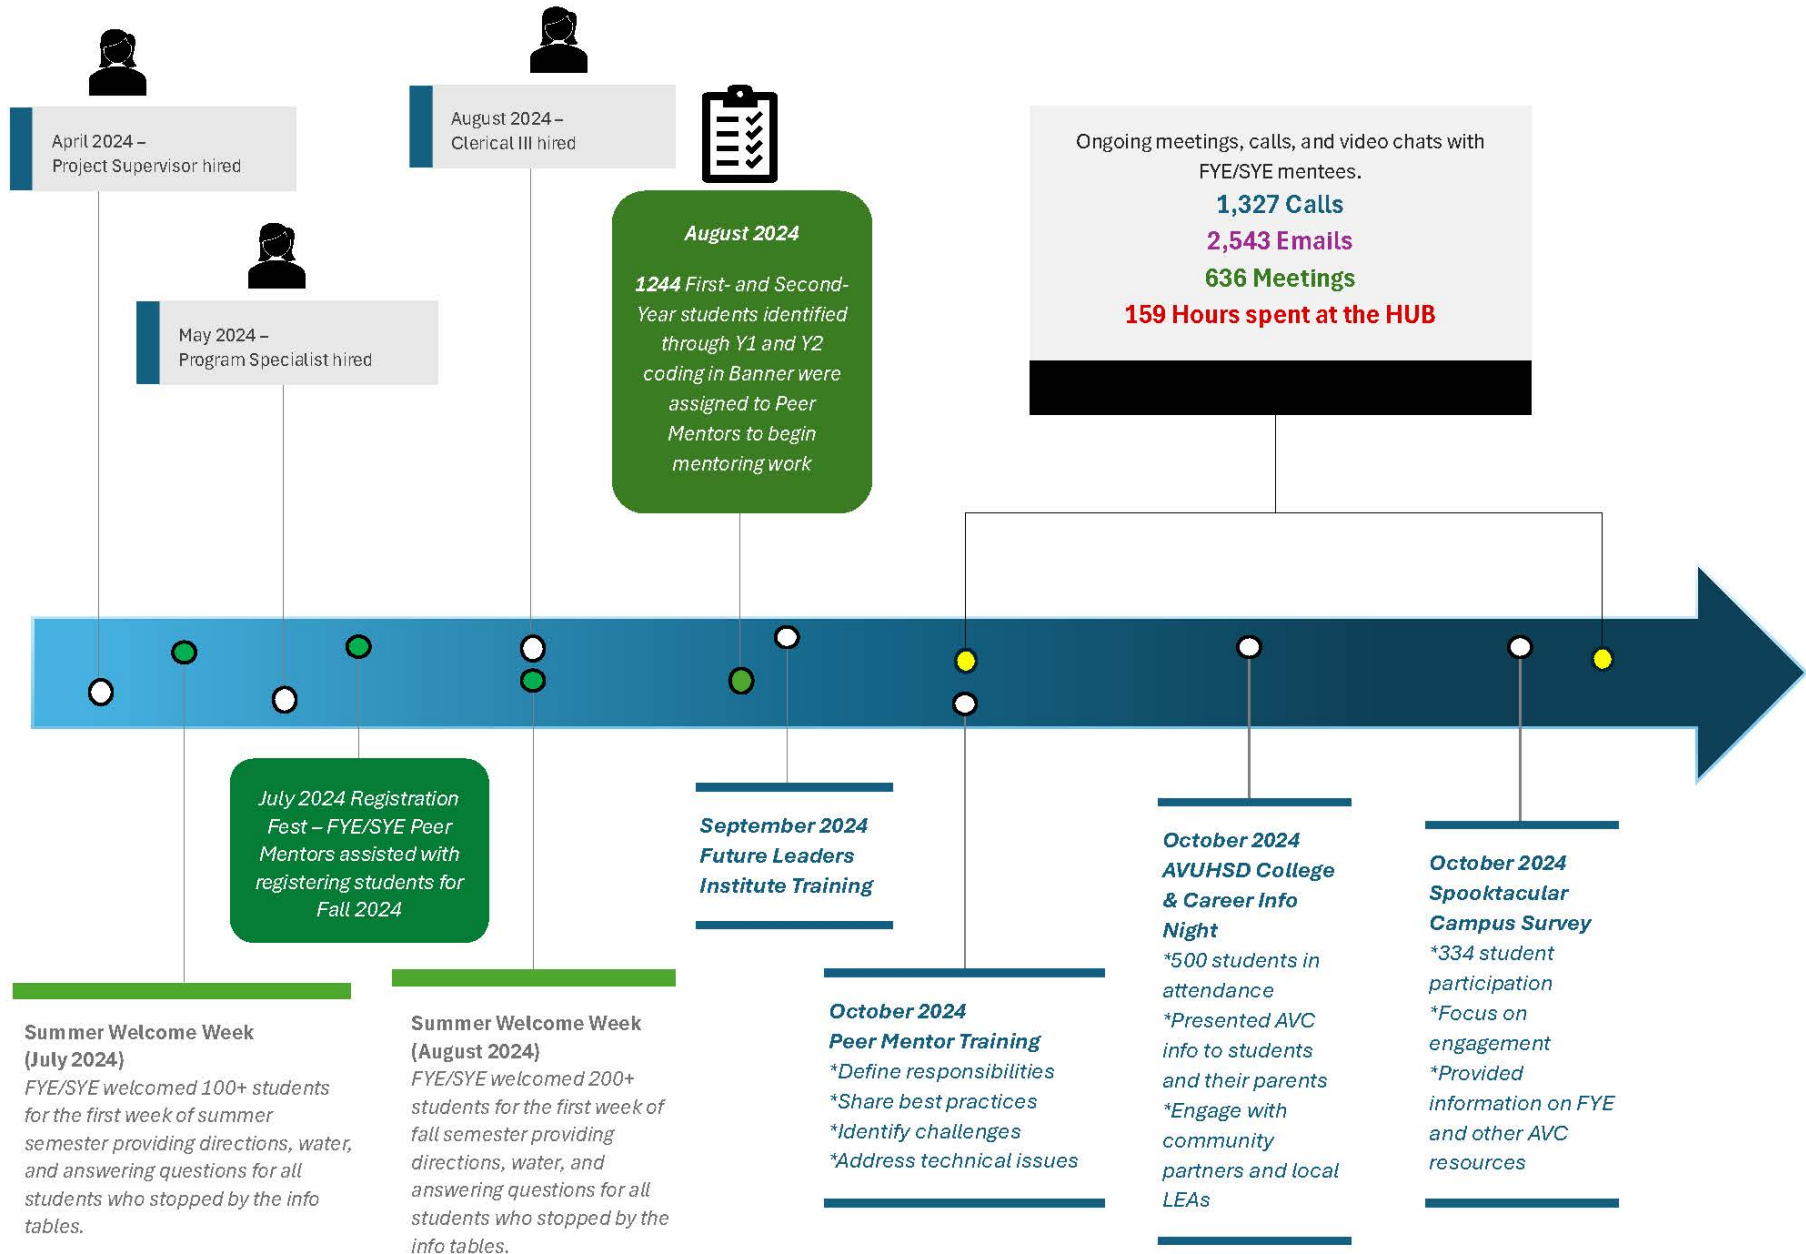 April 2024 –
Project Supervisor hired
August 2024 –
Clerical III hired
May 2024 –
Program Specialist hired
August 2024
1244 First- and Second-
Year students identified
through Y1 and Y2
coding in Banner were
assigned to Peer
Mentors to begin
mentoring work
Ongoing meetings, calls, and video chats with
FYE/SYE mentees.
1,327 Calls
2,543 Emails
636 Meetings
159 Hours spent at the HUB
July 2024 Registration
Fest – FYE/SYE Peer
Mentors assisted with
registering students for
Fall 2024
Summer Welcome Week
(July 2024)
FYE/SYE welcomed 100+ students
for the first week of summer
semester providing directions, water,
and answering questions for all
students who stopped by the info
tables.
Summer Welcome Week
(August 2024)
FYE/SYE welcomed 200+
students for the first week of
fall semester providing
directions, water, and
answering questions for all
students who stopped by the
info tables.
September 2024
Future Leaders
Institute Training
October 2024
Peer Mentor Training
*Define responsibilities
*Share best practices
*Identify challenges
*Address technical issues
October 2024
AVUHSD College
& Career Info
Night
*500 students in
attendance
*Presented AVC
info to students
and their parents
*Engage with
community
partners and local
LEAs
October 2024
Spooktacular
Campus Survey
*334 student
participation
*Focus on
engagement
*Provided
information on FYE
and other AVC
resources